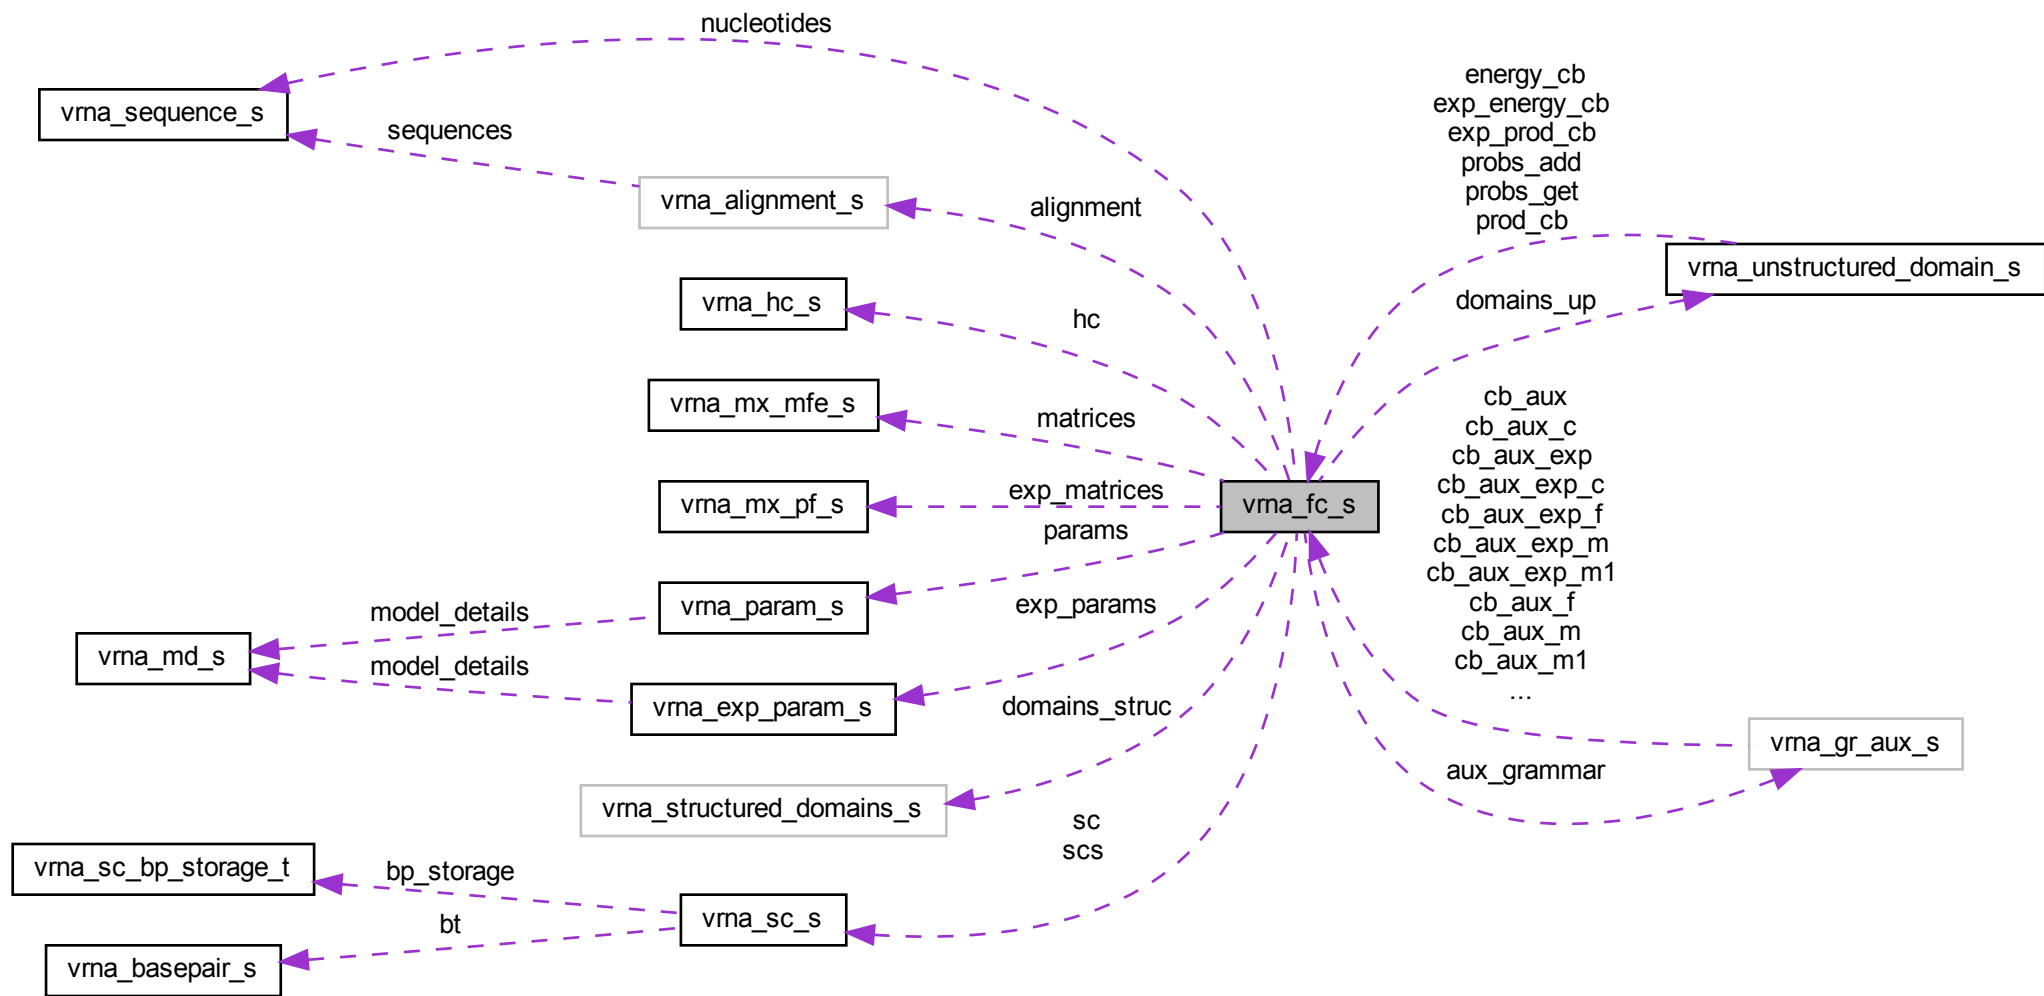 nucleotides
energy_cb
exp_energy_cb
exp_prod_cb
probs_add
probs_get
prod_cb
vrna_sequence_s
sequences
vrna_alignment_s
alignment
vrna_unstructured_domain_s
domains_up
vrna_hc_s
hc
vrna_mx_mfe_s
matrices
cb_aux
cb_aux_c
cb_aux_exp
cb_aux_exp_c
cb_aux_exp_f
cb_aux_exp_m
cb_aux_exp_m1
cb_aux_f
cb_aux_m
cb_aux_m1
...
vrna_mx_pf_s
exp_matrices
vrna_fc_s
params
vrna_param_s
exp_params
model_details
vrna_md_s
model_details
vrna_exp_param_s
domains_struc
vrna_gr_aux_s
aux_grammar
vrna_structured_domains_s
sc
scs
vrna_sc_bp_storage_t
bp_storage
vrna_sc_s
bt
vrna_basepair_s